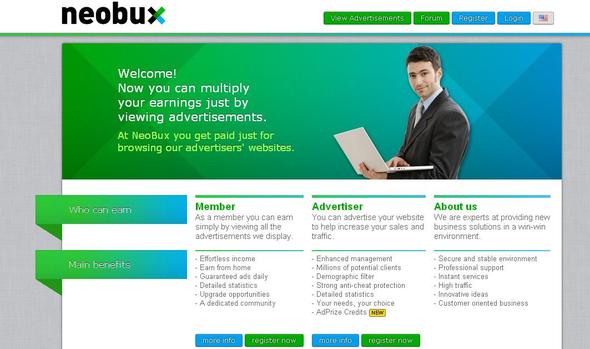 neobux
View Advertisements Forum Register Login
Welcome!
Now you can multiply
your earnings just by
viewing advertisements.
At NeoBux you get paid just for
browsing our advertisers' websites.
Who can earn
Member
As a member you can earn
simply by viewing all the
advertisements we display.
Advertiser
You can advertise your website
to help increase your sales and
traffic.
About us
We are experts at providing new
business solutions in a win-win
environment.
Main benefits
- Effortless income
- Earn from home
- Guaranteed ads daily
- Detailed statistics
- Upgrade opportunities
- A dedicated community
- Enhanced management
- Millions of potential clients
- Demographic filter
- Strong anti-cheat protection
- Detailed statistics
- Your needs, your choice
- AdPrize Credits NEW
- Secure and stable environment
- Professional support
- Instant services
- High traffic
- Innovative ideas
- Customer oriented business
more info register now more info register now